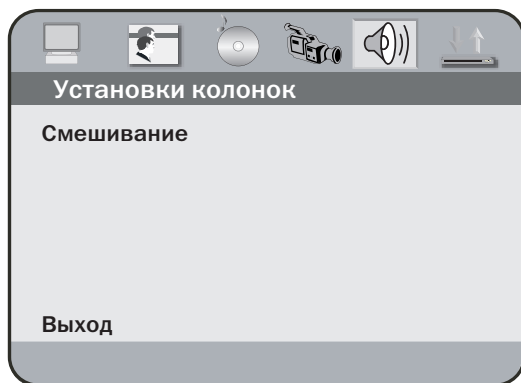 Установки колонок
Смешивание
Выход